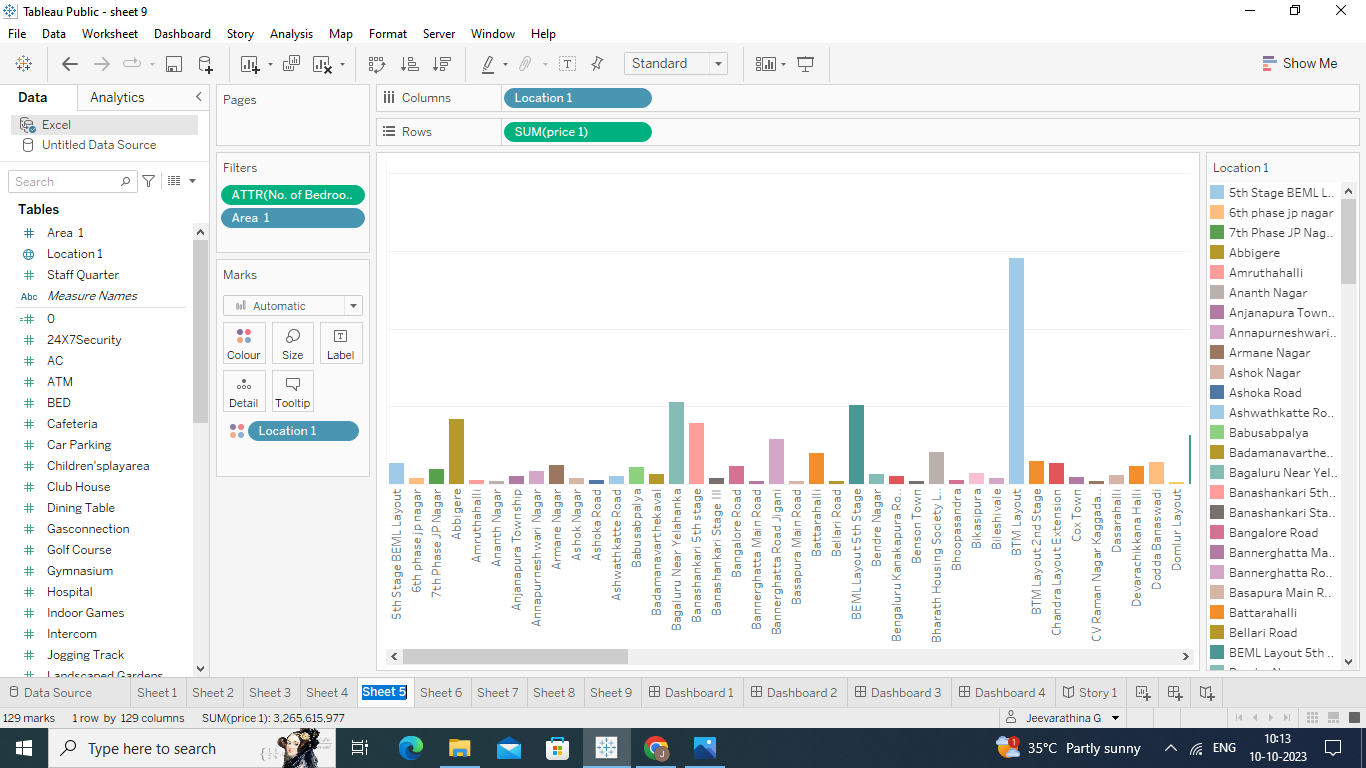 Tableau Public - sheet 9
File Data Worksheet Dashboard Story Analysis Map Format Server Window Help
Standard
Show Me
Data Analytics
Excel
Untitled Data Source
Search
Tables
Area 1
Location 1
Staff Quarter
Abc Measure Names
0
24X7Security
AC
ATM
BED
Cafeteria
Car Parking
Children'splayarea
Club House
Dining Table
Gasconnection
Golf Course
Gymnasium
Hospital
Indoor Games
Intercom
Jogging Track
Landscaped Gardens
Pages
Filters
ATTR(No. of Bedroo..
Area 1
Marks
Automatic
Colour Size Label
Detail Tooltip
Location 1
Columns Location 1
Rows SUM(price 1)
5th Stage BEML Layout
6th phase jp nagar
7th Phase JP Nagar
Abbigere
Amruthahalli
Ananth Nagar
Anjanapura Township
Annapurneshwari Nagar
Armane Nagar
Ashok Nagar
Ashoka Road
Ashwathkatte Road
Babusabpalya
Badamanavarthekaval
Bagaluru Near Yelahanka
Banashankari 5th stage
Banashankari Stage III
Bangalore Road
Bannerghatta Main Road
Bannerghatta Road Jigani
Basapura Main Road
Battarahalli
Bellari Road
BEML Layout 5th Stage
Bendre Nagar
Bengaluru Kanakapura Ro..
Benson Town
Bharath Housing Society L..
Bhoopasandra
Bikasipura
Bileshivale
BTM Layout
BTM Layout 2nd Stage
Chandra Layout Extension
Cox Town
CV Raman Nagar Kaggada..
Dasarahalli
Devarachikkana Halli
Dodda Banaswadi
Domlur Layout
Location 1
5th Stage BEML L..
6th phase jp nagar
7th Phase JP Nag..
Abbigere
Amruthahalli
Ananth Nagar
Anjanapura Town..
Annapurneshwari..
Armane Nagar
Ashok Nagar
Ashoka Road
Ashwathkatte Ro..
Babusabpalya
Badamanavarthe..
Bagaluru Near Yel..
Banashankari 5th..
Banashankari Sta..
Bangalore Road
Bannerghatta Ma..
Bannerghatta Ro..
Basapura Main R..
Battarahalli
Bellari Road
BEML Layout 5th ..
Data Source Sheet 1 Sheet 2 Sheet 3 Sheet 4 Sheet 5 Sheet 6 Sheet 7 Sheet 8 Sheet 9 Dashboard 1 Dashboard 2 Dashboard 3 Dashboard 4 Story 1
129 marks 1 row by 129 columns SUM(price 1): 3,265,615,977 Jeevarathina G
Type here to search
1 35°C Partly sunny ENG 10:13
10-10-2023